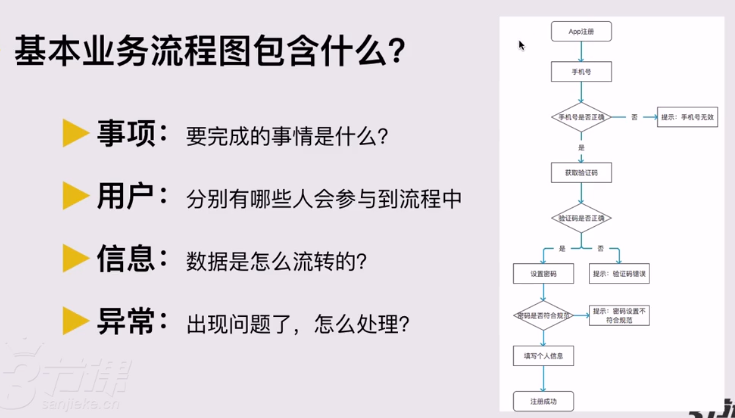 基本业务流程图包含什么?
事项：要完成的事情是什么?
用户：分别有哪些人会参与到流程中
信息：数据是怎么流转的?
异常：出现问题了，怎么处理?
App注册
手机号
手机号是否正确
否
提示：手机号无效
是
获取验证码
验证码是否正确
是
否
设置密码
提示：验证码错误
密码是否符合规范
提示：密码设置不
符合规范
填写个人信息
注册成功
3节课
sanjieke.cn